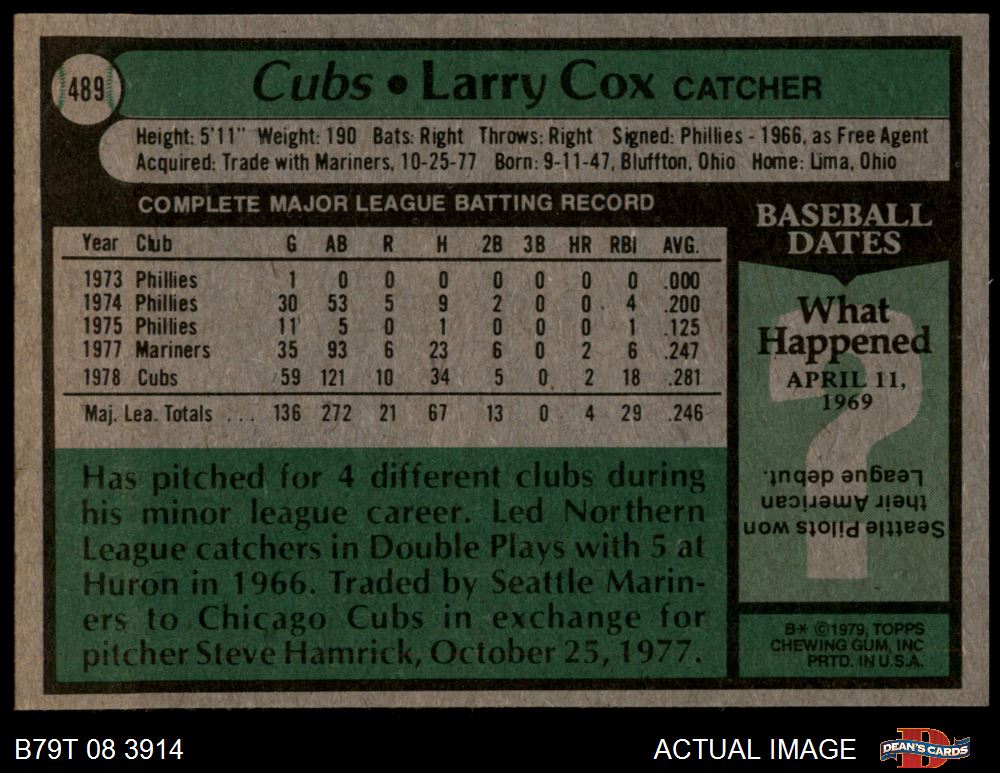 489
Cubs • Larry Cox CATCHER
Height: 5'11" Weight: 190 Bats: Right Throws: Right Signed: Phillies - 1966, as Free Agent
Acquired: Trade with Mariners, 10-25-77 Born: 9-11-47, Bluffton, Ohio Home: Lima, Ohio
COMPLETE MAJOR LEAGUE BATTING RECORD
Year Club G AB R H 2B 3B HR RBI AVG.
1973 Phillies 1 0 0 0 0 0 0 0 .000
1974 Phillies 30 53 5 9 2 0 0 4 .200
1975 Phillies 11 5 0 1 0 0 0 1 .125
1977 Mariners 35 93 6 23 6 0 2 6 .247
1978 Cubs 59 121 10 34 5 0 2 18 .281
Maj. Lea. Totals ... 136 272 21 67 13 0 4 29 .246
Has pitched for 4 different clubs during
his minor league career. Led Northern
League catchers in Double Plays with 5 at
Huron in 1966. Traded by Seattle Marin-
ers to Chicago Cubs in exchange for
pitcher Steve Hamrick, October 25, 1977.
BASEBALL
DATES
What
Happened
APRIL 11,
1969
?
Seattle Pilots won
their American
League debut.
B* ©1979, TOPPS
CHEWING GUM, INC
PRTD. IN U.S.A.
B79T 08 3914
ACTUAL IMAGE
DEAN'S CARDS